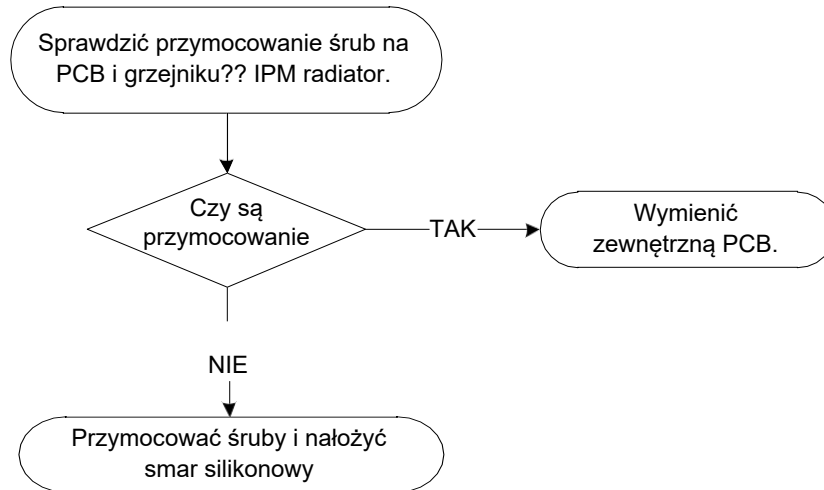 Sprawdzić przymocowanie śrub na
PCB i grzejniku?? IPM radiator.
Czy są
przymocowanie
TAK
Wymienić
zewnętrzną PCB.
NIE
Przymocować śruby i nałożyć
smar silikonowy